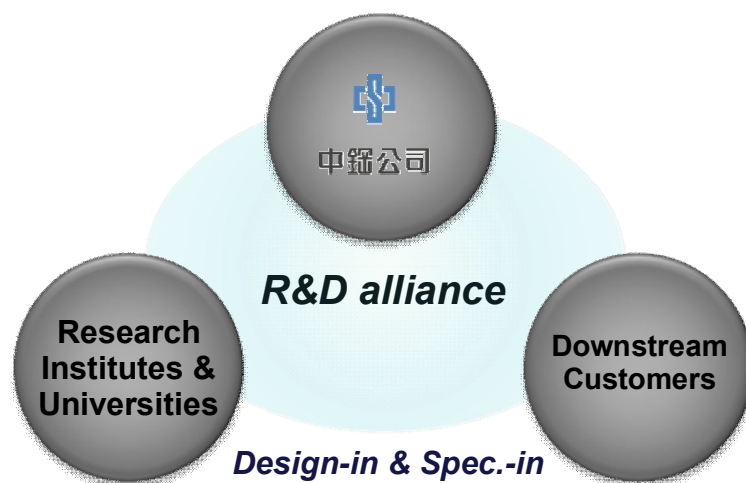 中鋼公司
R&D alliance
Research
Institutes &
Universities
Downstream
Customers
Design-in & Spec.-in